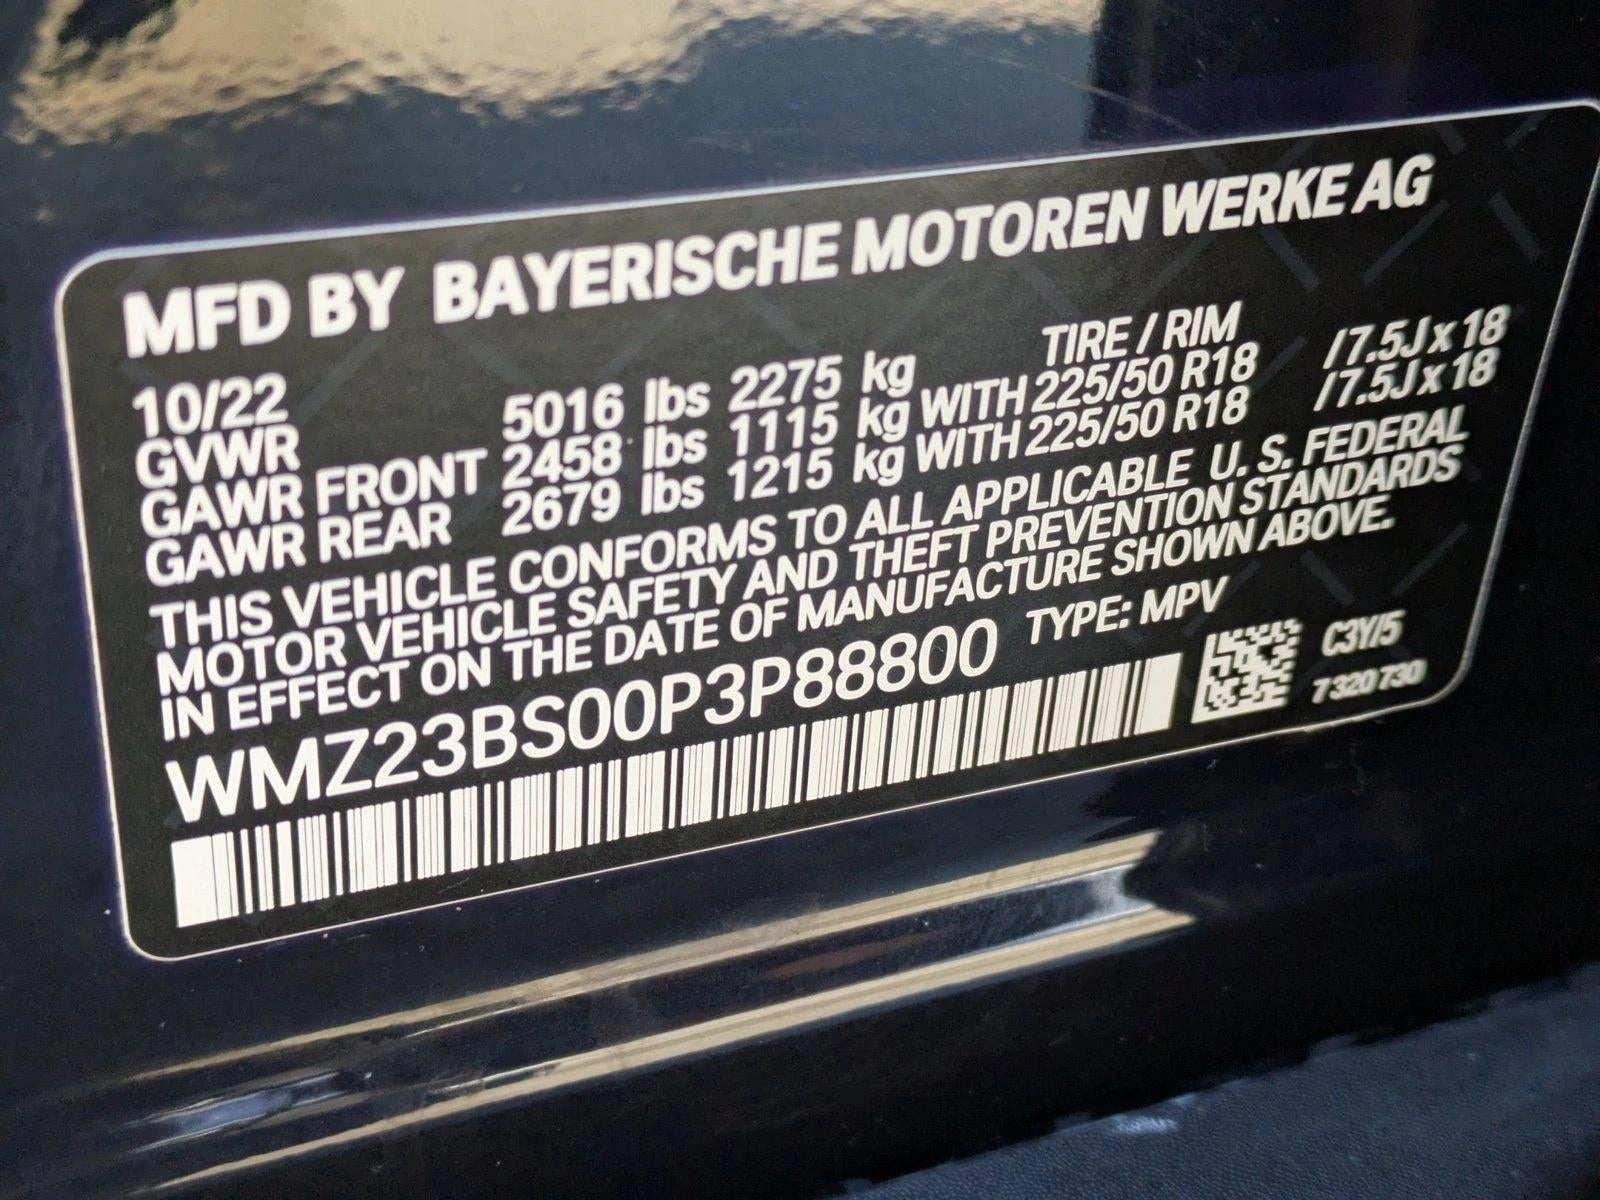 MFD BY BAYERISCHE MOTOREN WERKE AG
10/22 TIRE / RIM
GVWR 5016 lbs 2275 kg
GAWR FRONT 2458 lbs 1115 kg WITH 225/50 R18 /7.5J x 18
GAWR REAR 2679 lbs 1215 kg WITH 225/50 R18 /7.5J x 18
THIS VEHICLE CONFORMS TO ALL APPLICABLE U. S. FEDERAL
MOTOR VEHICLE SAFETY AND THEFT PREVENTION STANDARDS
IN EFFECT ON THE DATE OF MANUFACTURE SHOWN ABOVE.
WMZ23BS00P3P88800 TYPE: MPV
C3Y/5
7 320 730